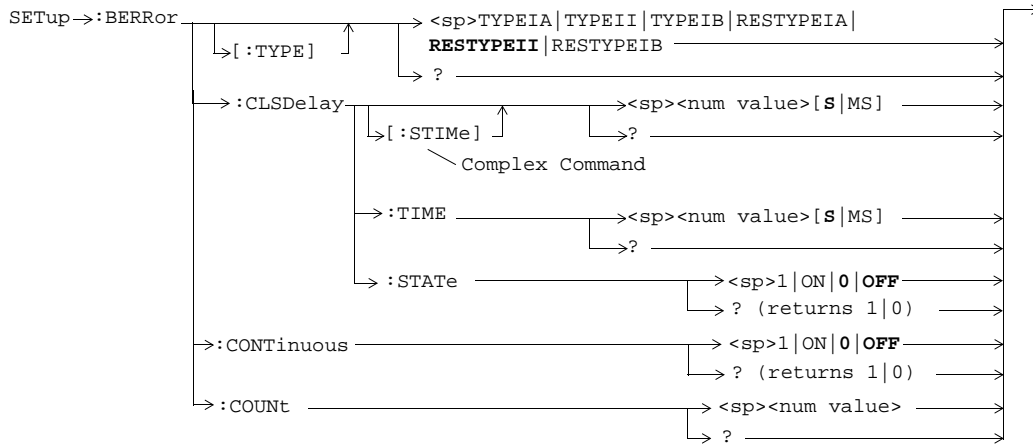 SETup :BERRor <sp>TYPEIA|TYPEII|TYPEIB|RESTYPEIA|
[:TYPE] RESTYPEII|RESTYPEIB
?
:CLSDelay <sp><num value>[S|MS]
[:STIMe] ?
Complex Command
:TIME <sp><num value>[S|MS]
?
:STATe <sp>1|ON|0|OFF
? (returns 1|0)
:CONTinuous <sp>1|ON|0|OFF
? (returns 1|0)
:COUNt <sp><num value>
?